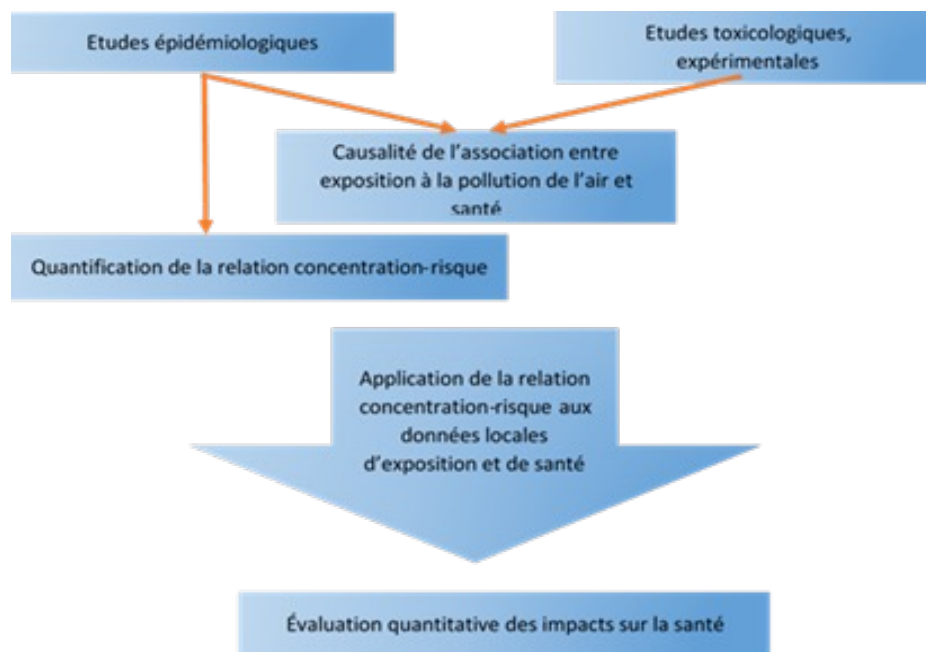 Etudes épidémiologiques
Etudes toxicologiques,
expérimentales
Causalité de l'association entre
exposition à la pollution de l'air et
santé
Quantification de la relation concentration-risque
Application de la relation
concentration-risque aux
données locales
d'exposition et de santé
Évaluation quantitative des impacts sur la santé